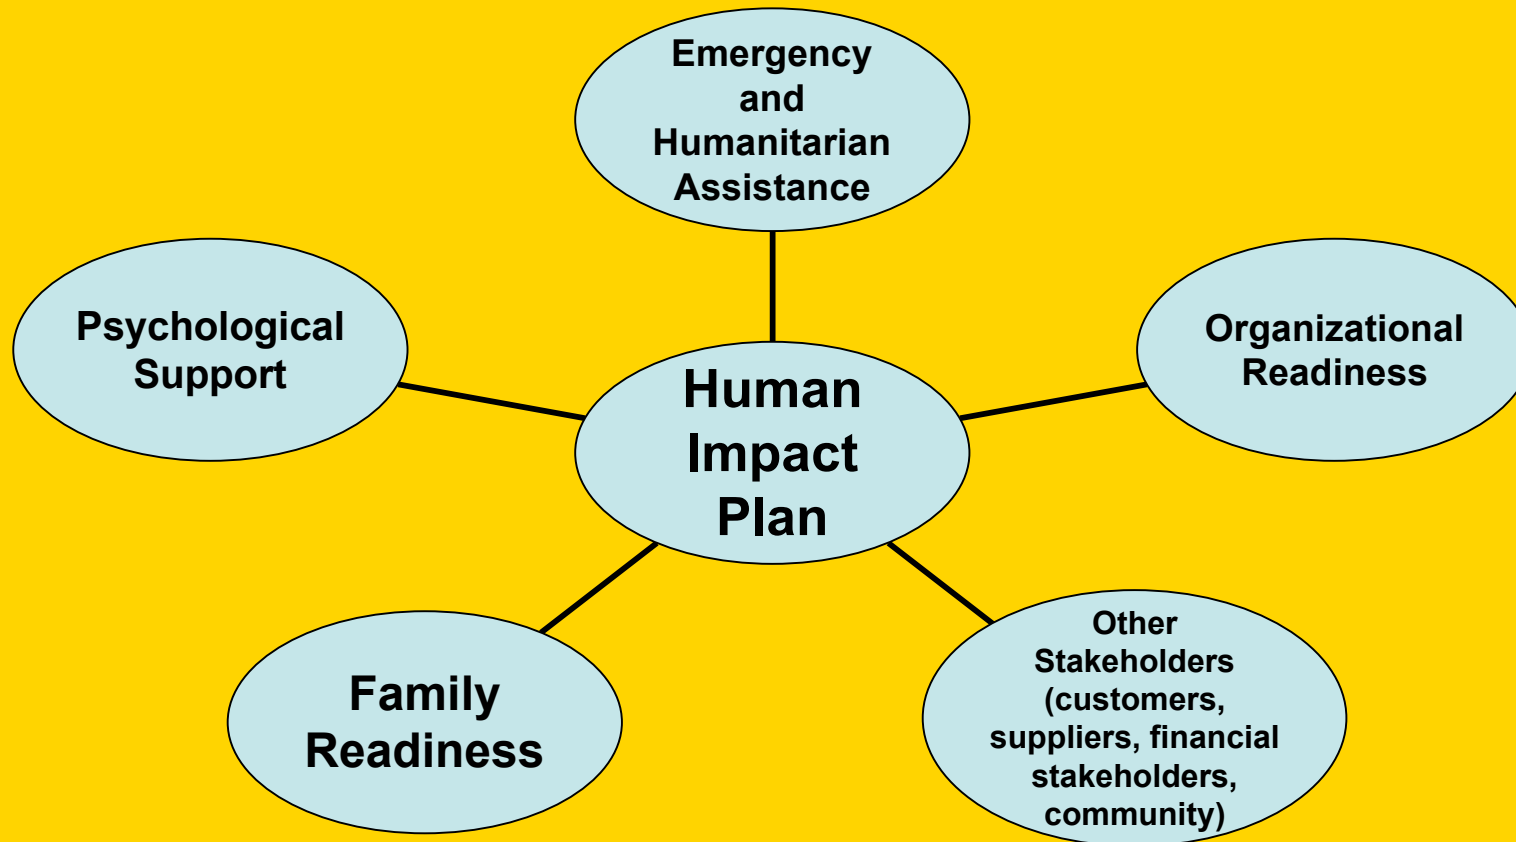 Emergency
and
Humanitarian
Assistance
Psychological
Support
Organizational
Readiness
Human
Impact
Plan
Family
Readiness
Other
Stakeholders
(customers,
suppliers, financial
stakeholders,
community)